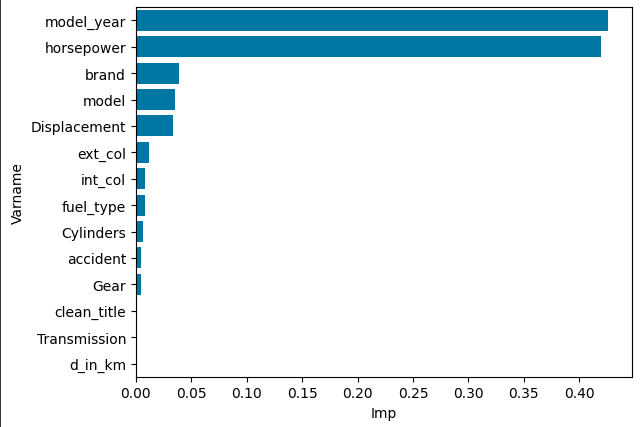 model_year
horsepower
brand
model
Displacement
ext_col
int_col
fuel_type
Cylinders
accident
Gear
clean_title
Transmission
d_in_km
Varname
0.00 0.05 0.10 0.15 0.20 0.25 0.30 0.35 0.40
Imp